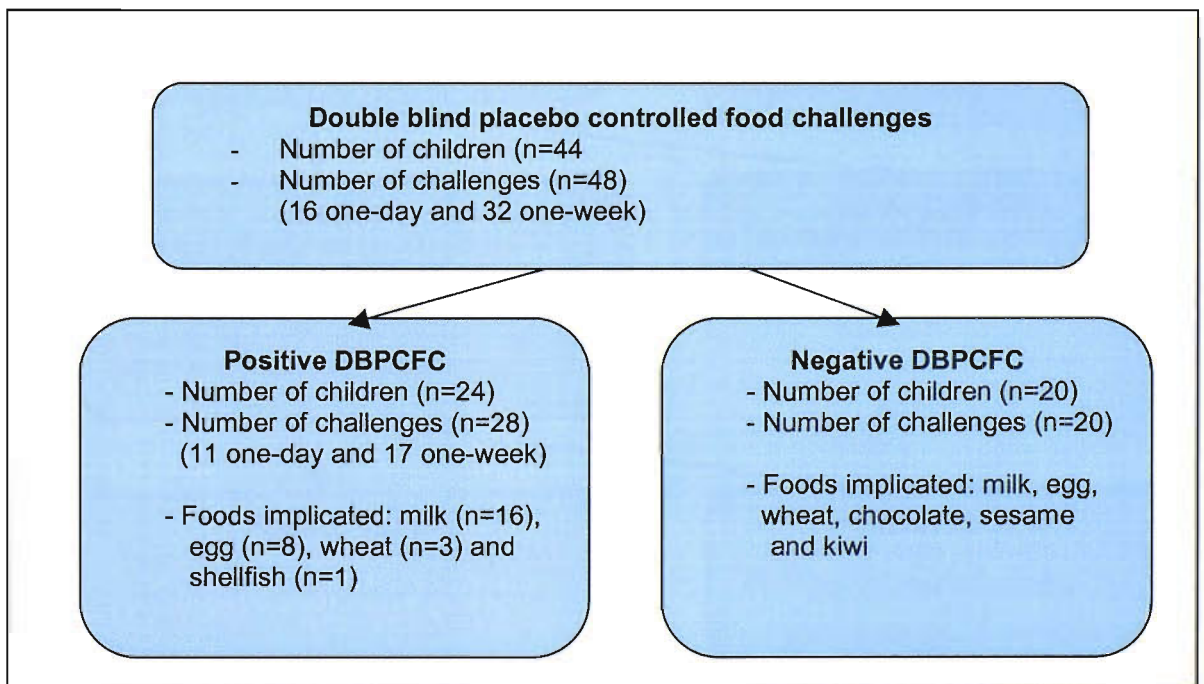 Double blind placebo controlled food challenges
- Number of children (n=44
- Number of challenges (n=48)
(16 one-day and 32 one-week)
Positive DBPCFC
- Number of children (n=24)
- Number of challenges (n=28)
(11 one-day and 17 one-week)
- Foods implicated: milk (n=16),
egg (n=8), wheat (n=3) and
shellfish (n=1)
Negative DBPCFC
- Number of children (n=20)
- Number of challenges (n=20)
- Foods implicated: milk, egg,
wheat, chocolate, sesame
and kiwi